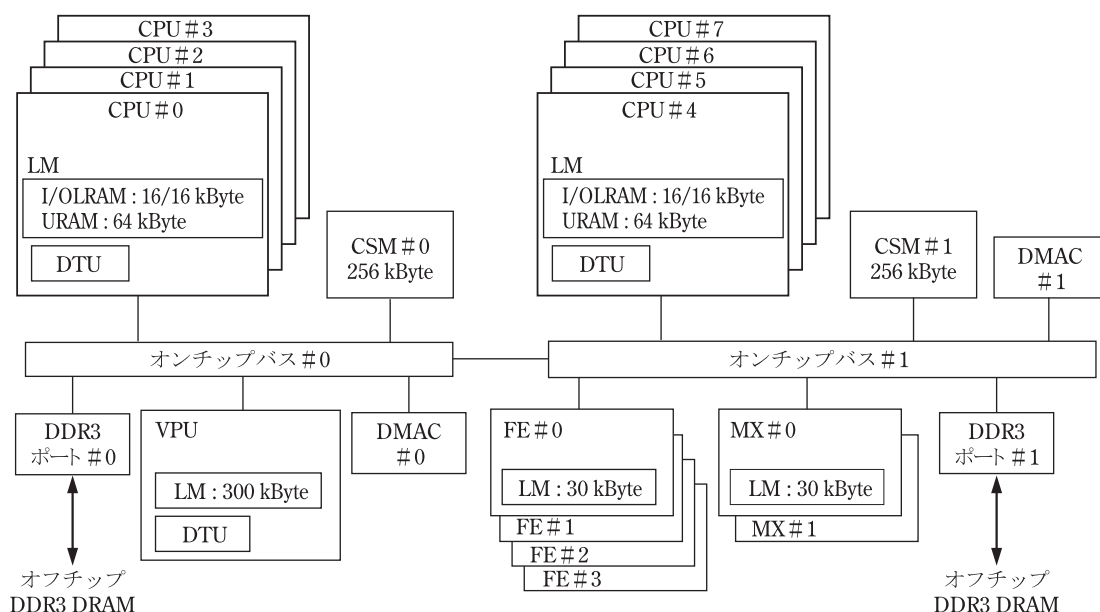 CPU#3
CPU#2
CPU#1
CPU#0
LM
I/OLRAM : 16/16 kByte
URAM : 64 kByte
DTU
CSM#0
256 kByte
CPU#7
CPU#6
CPU#5
CPU#4
LM
I/OLRAM : 16/16 kByte
URAM : 64 kByte
DTU
CSM#1
256 kByte
DMAC
#1
オンチップバス#0
オンチップバス#1
DDR3
ポート#0
VPU
LM : 300 kByte
DTU
DMAC
#0
FE#0
LM : 30 kByte
FE#1
FE#2
FE#3
MX#0
LM : 30 kByte
MX#1
DDR3
ポート#1
オフチップ
DDR3 DRAM
オフチップ
DDR3 DRAM